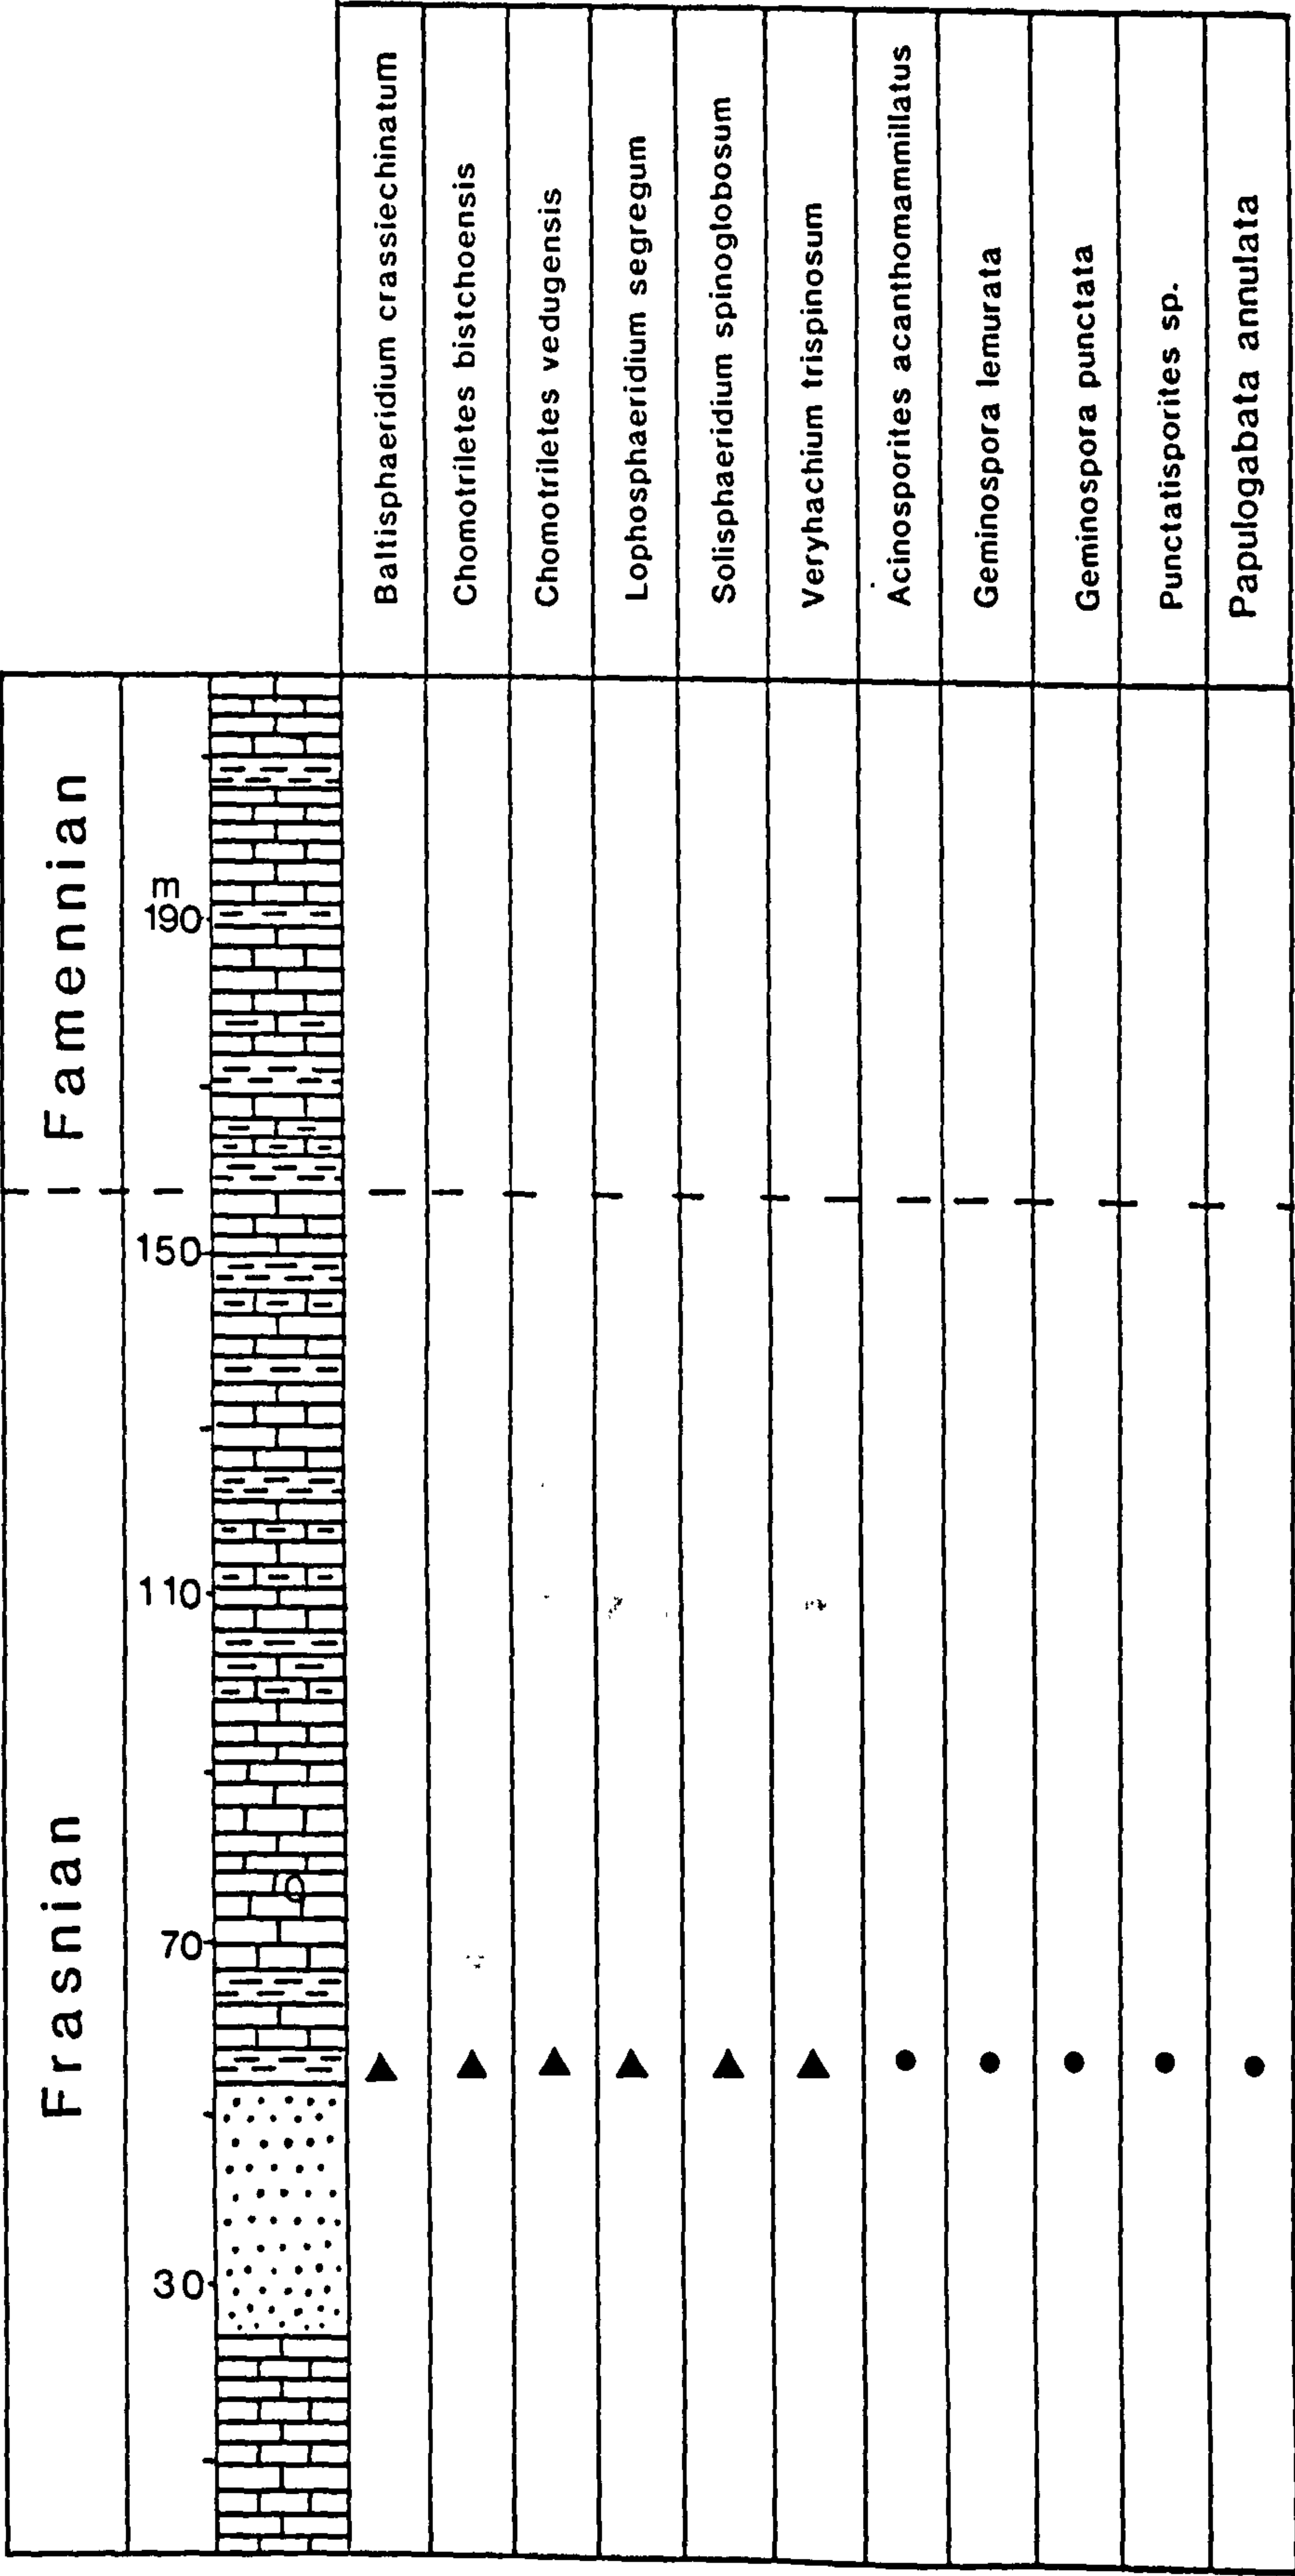 Baltisphaeridium crassiechinatum
Chomotriletes bistchoensis
Chomotriletes vedugensis
Lophosphaeridium segregum
Solisphaeridium spinoglobosum
Veryhachium trispinosum
Acinosporites acanthomammillatus
Geminospora lemurata
Geminospora punctata
Punctatisporites sp.
Papulogabata annulata
Famennian
m
190
150
110
70
30
Frasnian